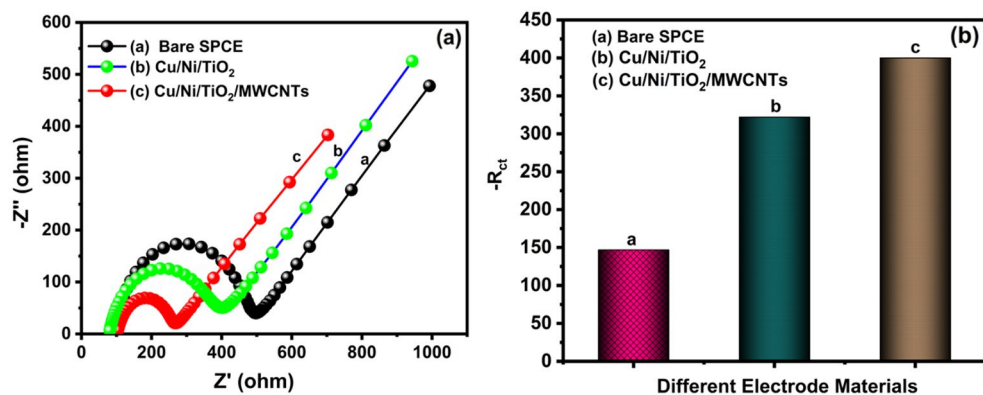 (a)
600
500
400
300
200
100
0
-Z'' (ohm)
(a) Bare SPCE
(b) Cu/Ni/TiO₂
(c) Cu/Ni/TiO₂/MWCNTs
c
b
a
0 200 400 600 800 1000
Z' (ohm)
(b)
450
400
350
300
250
200
150
100
50
0
-R_ct
(a) Bare SPCE
(b) Cu/Ni/TiO₂
(c) Cu/Ni/TiO₂/MWCNTs
a
b
c
Different Electrode Materials